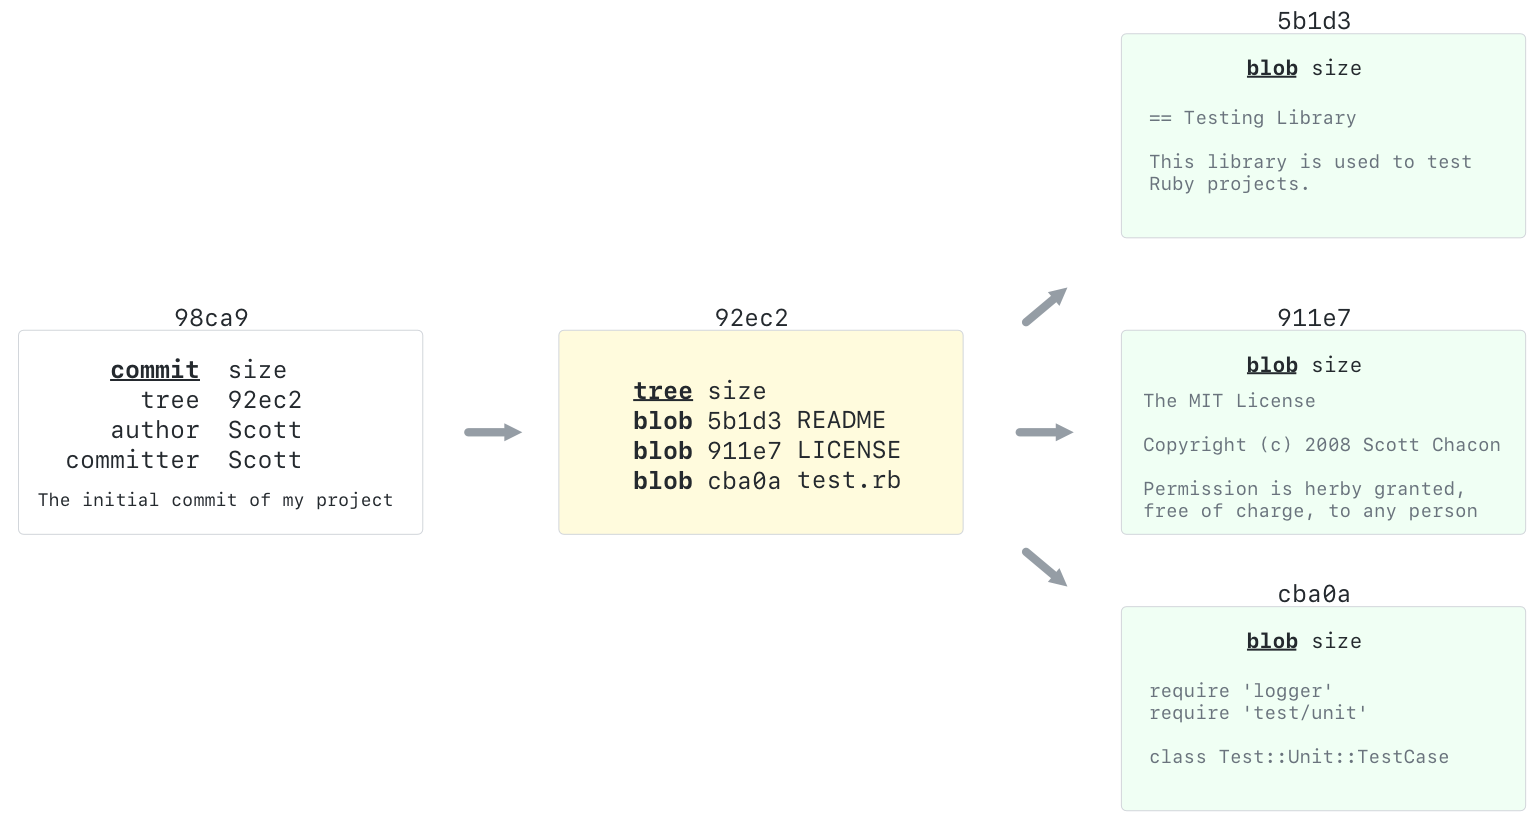 98ca9
commit size
tree 92ec2
author Scott
committer Scott
The initial commit of my project
92ec2
tree size
blob 5b1d3 README
blob 911e7 LICENSE
blob cba0a test.rb
5b1d3
blob size
== Testing Library
This library is used to test
Ruby projects.
911e7
blob size
The MIT License
Copyright (c) 2008 Scott Chacon
Permission is herby granted,
free of charge, to any person
cba0a
blob size
require 'logger'
require 'test/unit'
class Test::Unit::TestCase